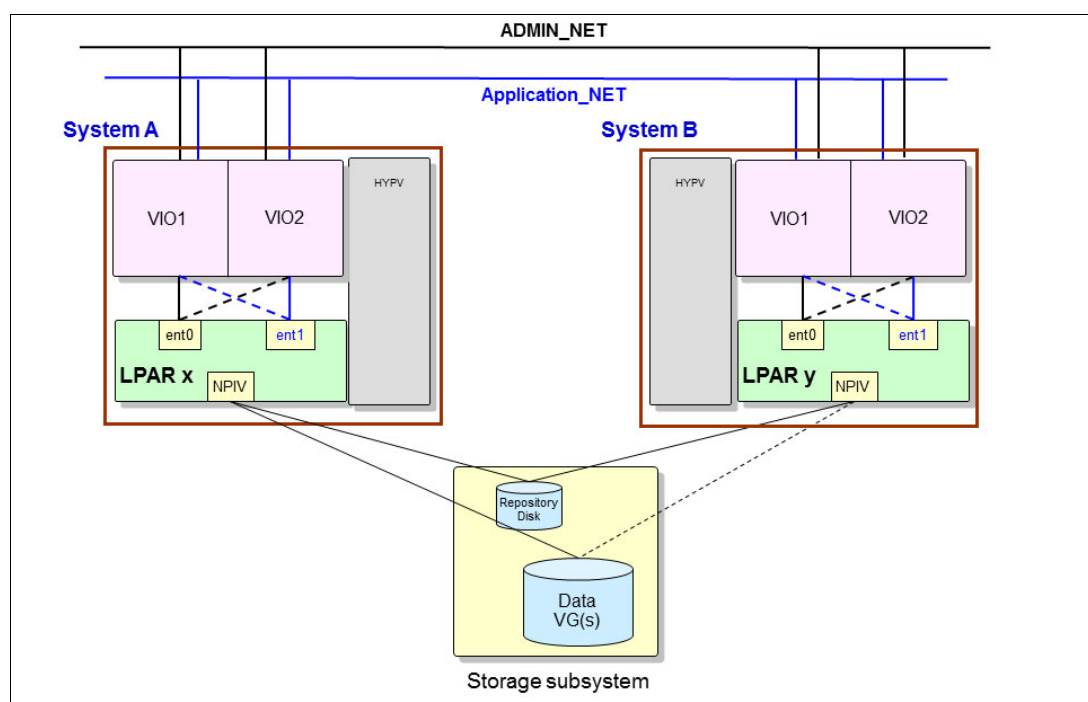 ADMIN_NET
Application_NET
System A
System B
VIO1
VIO2
HYPV
HYPV
VIO1
VIO2
ent0
ent1
LPAR x
NPIV
ent0
ent1
LPAR y
NPIV
Repository
Disk
Data
VG(s)
Storage subsystem